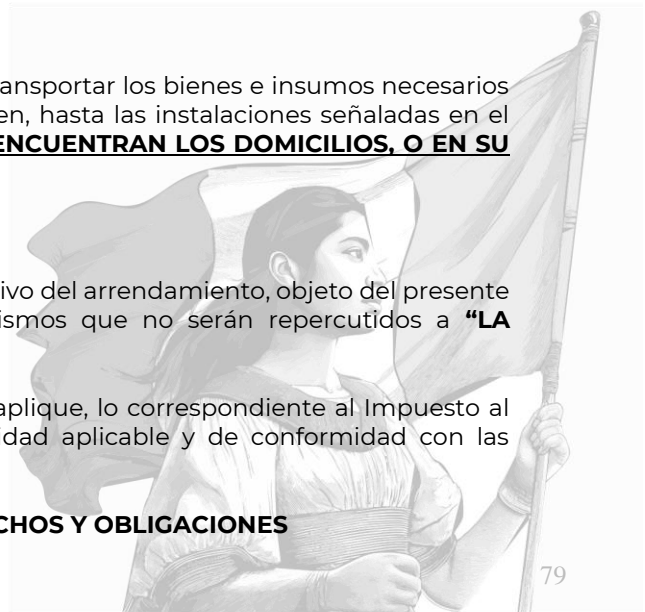 ansportar los bienes e insumos necesarios
en, hasta las instalaciones señaladas en el
ENCUENTRAN LOS DOMICILIOS, O EN SU
ivo del arrendamiento, objeto del presente
ismos que no serán repercutidos a “LA
aplique, lo correspondiente al Impuesto al
idad aplicable y de conformidad con las
CHOS Y OBLIGACIONES
79